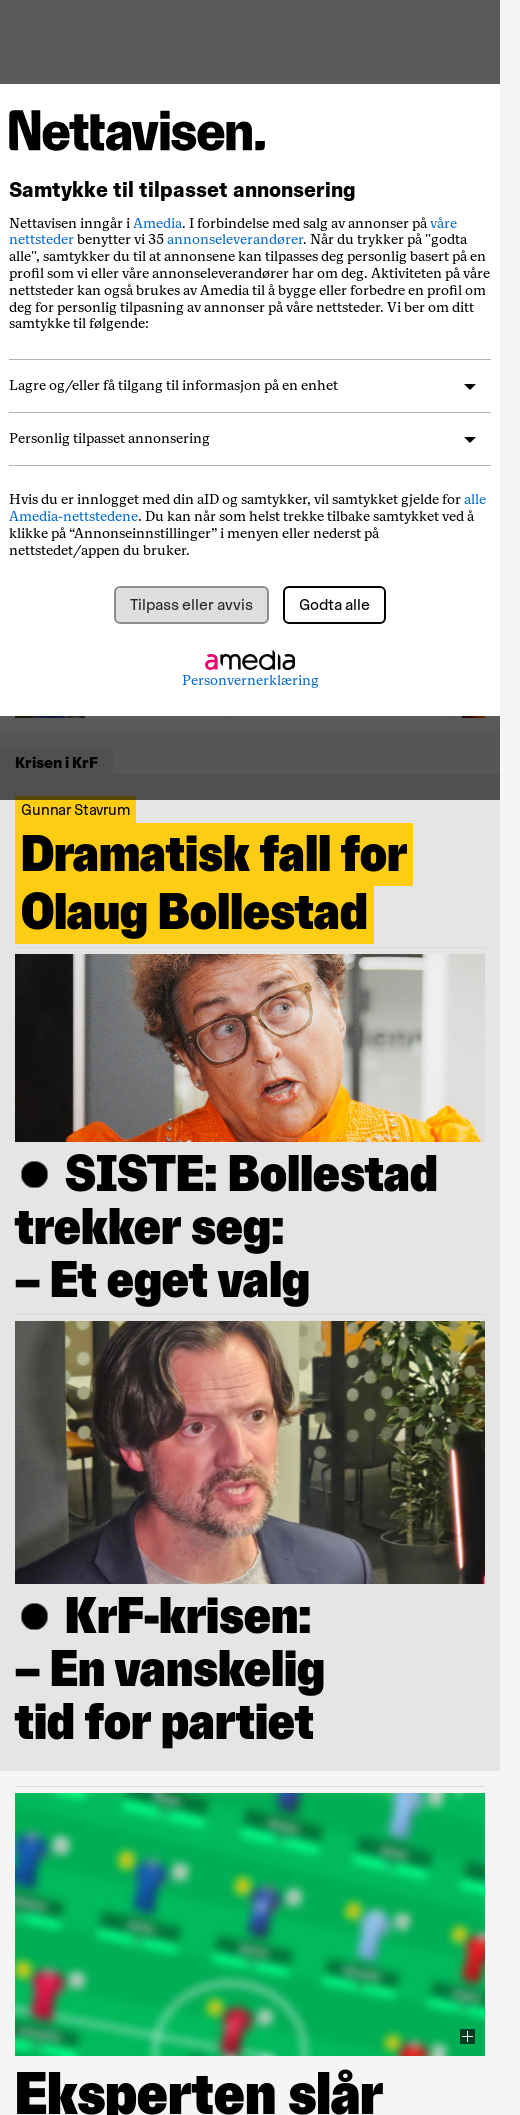 Nettavisen.
Samtykke til tilpasset annonsering
Nettavisen inngår i Amedia. I forbindelse med salg av annonser på våre
nettsteder benytter vi 35 annonseleverandører. Når du trykker på "godta
alle", samtykker du til at annonsene kan tilpasses deg personlig basert på en
profil som vi eller våre annonseleverandører har om deg. Aktiviteten på våre
nettsteder kan også brukes av Amedia til å bygge eller forbedre en profil om
deg for personlig tilpasning av annonser på våre nettsteder. Vi ber om ditt
samtykke til følgende:
Lagre og/eller få tilgang til informasjon på en enhet
Personlig tilpasset annonsering
Hvis du er innlogget med din aID og samtykker, vil samtykket gjelde for alle
Amedia-nettstedene. Du kan når som helst trekke tilbake samtykket ved å
klikke på “Annonseinnstillinger” i menyen eller nederst på
nettstedet/appen du bruker.
Tilpass eller avvis Godta alle
amedia
Personvernerklæring
Krisen i KrF
Gunnar Stavrum
Dramatisk fall for
Olaug Bollestad
● SISTE: Bollestad
trekker seg:
– Et eget valg
● KrF-krisen:
– En vanskelig
tid for partiet
Eksperten slår